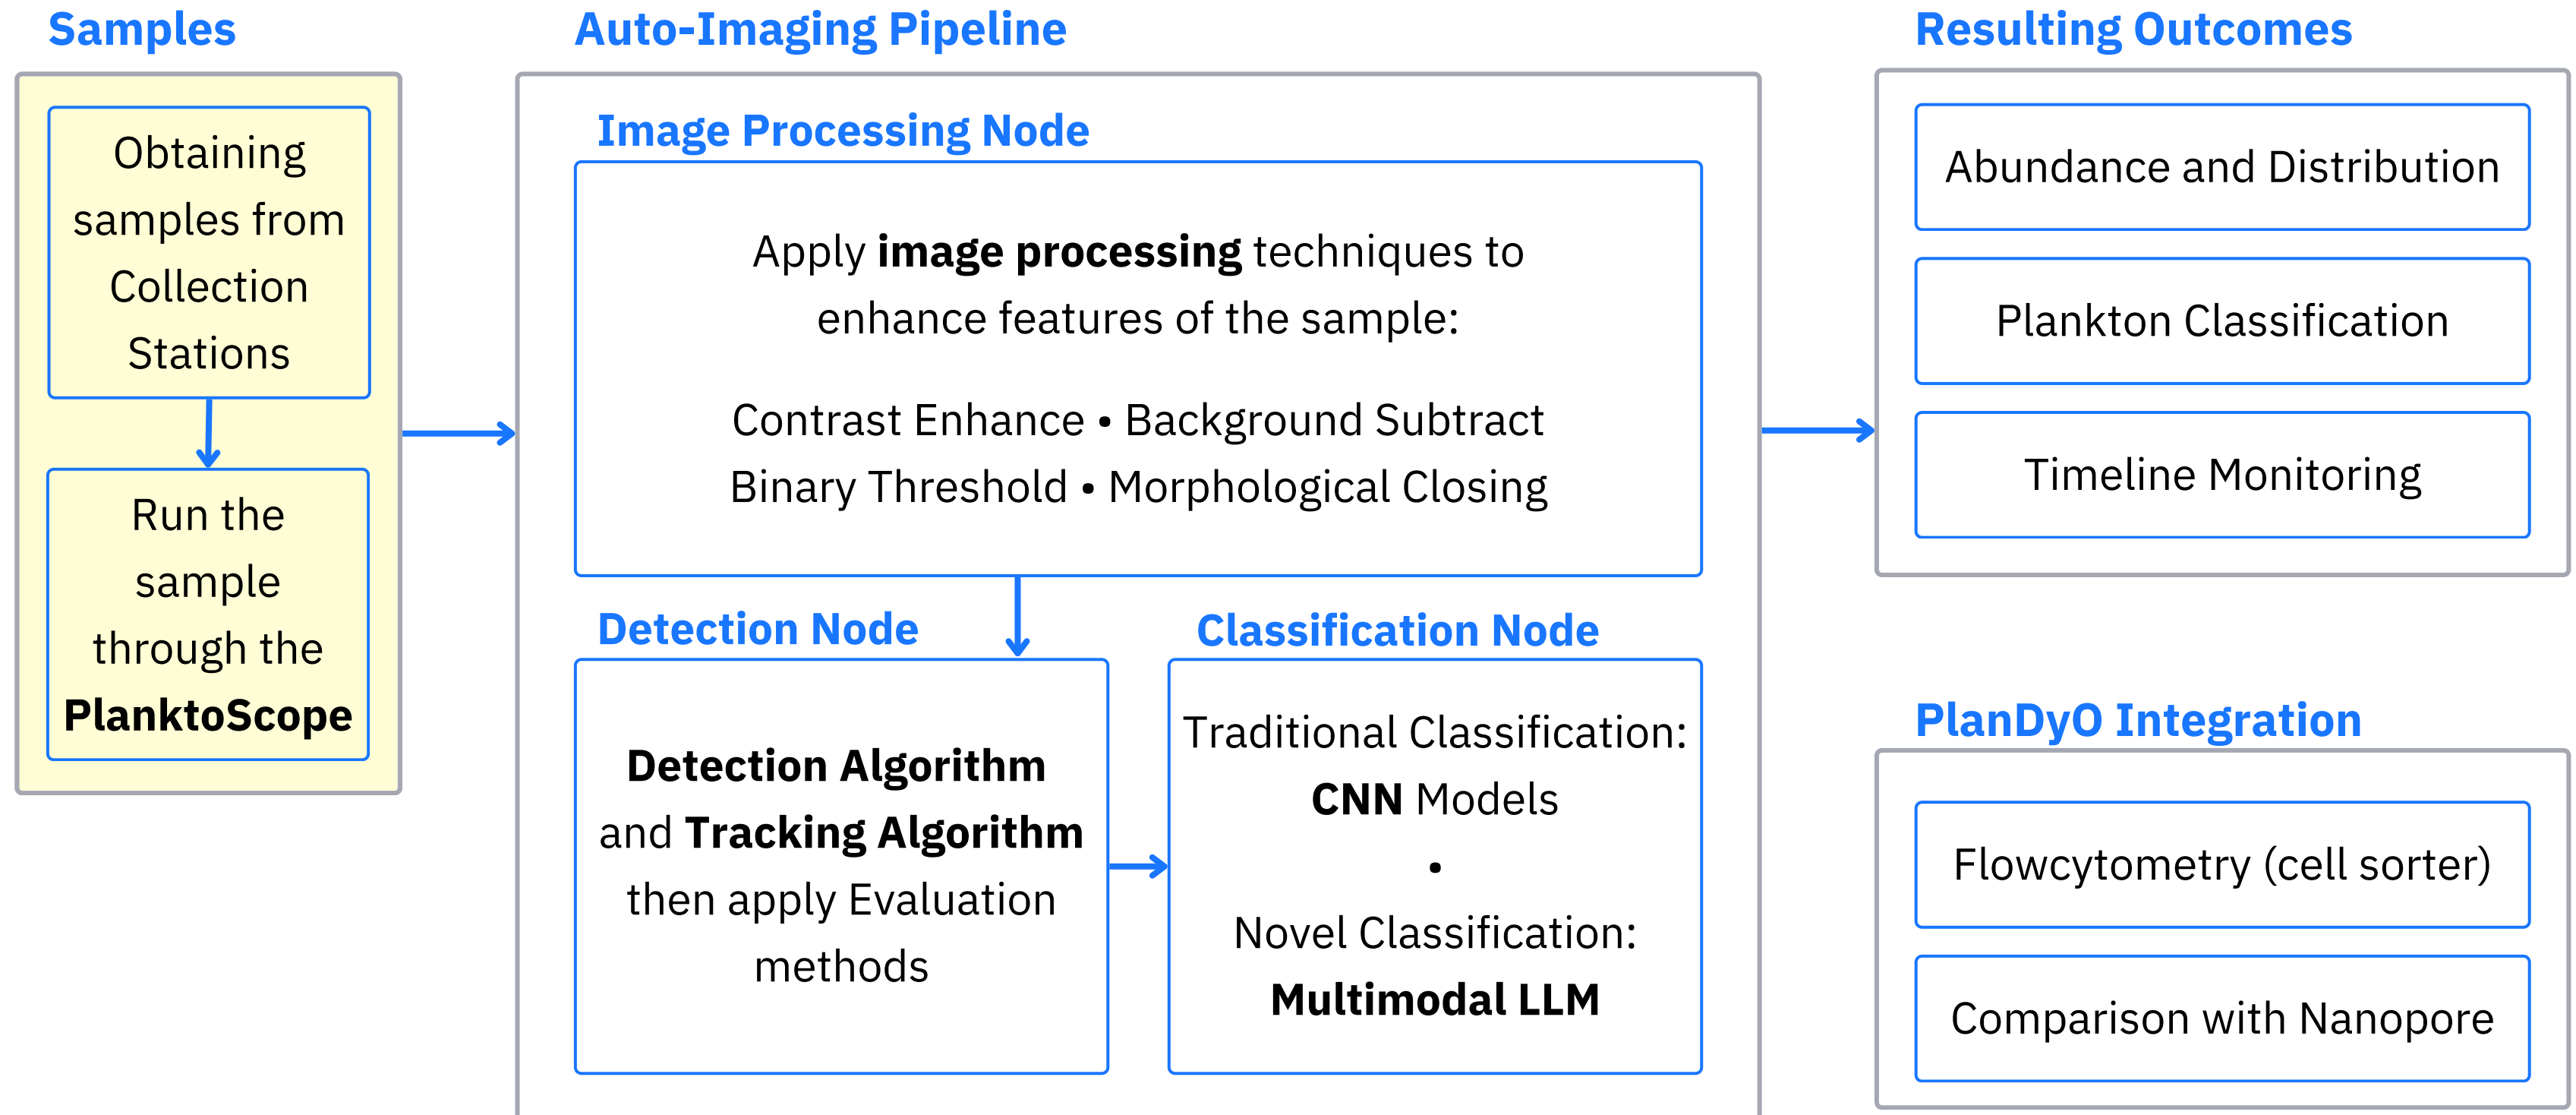 Samples
Obtaining
samples from
Collection
Stations
Run the
sample
through the
PlanktoScope
Auto-Imaging Pipeline
Image Processing Node
Apply image processing techniques to
enhance features of the sample:
Contrast Enhance • Background Subtract
Binary Threshold • Morphological Closing
Detection Node
Detection Algorithm
and Tracking Algorithm
then apply Evaluation
methods
Classification Node
Traditional Classification:
CNN Models
•
Novel Classification:
Multimodal LLM
Resulting Outcomes
Abundance and Distribution
Plankton Classification
Timeline Monitoring
PlanDyO Integration
Flowcytometry (cell sorter)
Comparison with Nanopore